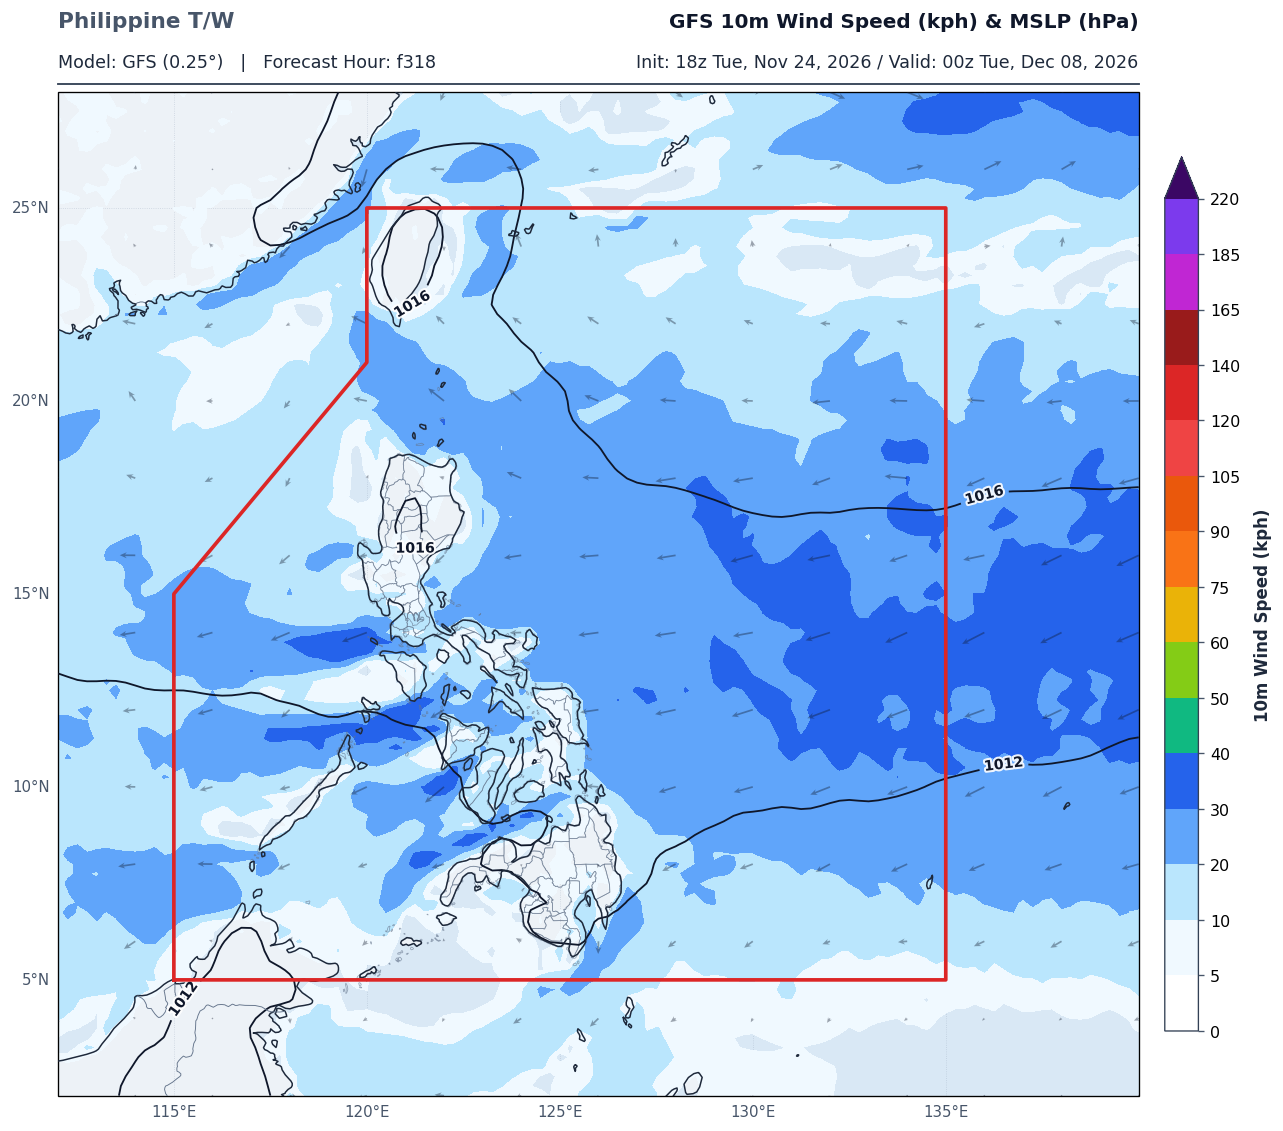 Philippine T/W
GFS 10m Wind Speed (kph) & MSLP (hPa)
Model: GFS (0.25°) | Forecast Hour: f318
Init: 18z Tue, Nov 24, 2026 / Valid: 00z Tue, Dec 08, 2026
25°N
20°N
15°N
10°N
5°N
115°E
120°E
125°E
130°E
135°E
1016
1016
1016
1012
1012
220
185
165
140
120
105
90
75
60
50
40
30
20
10
5
0
10m Wind Speed (kph)